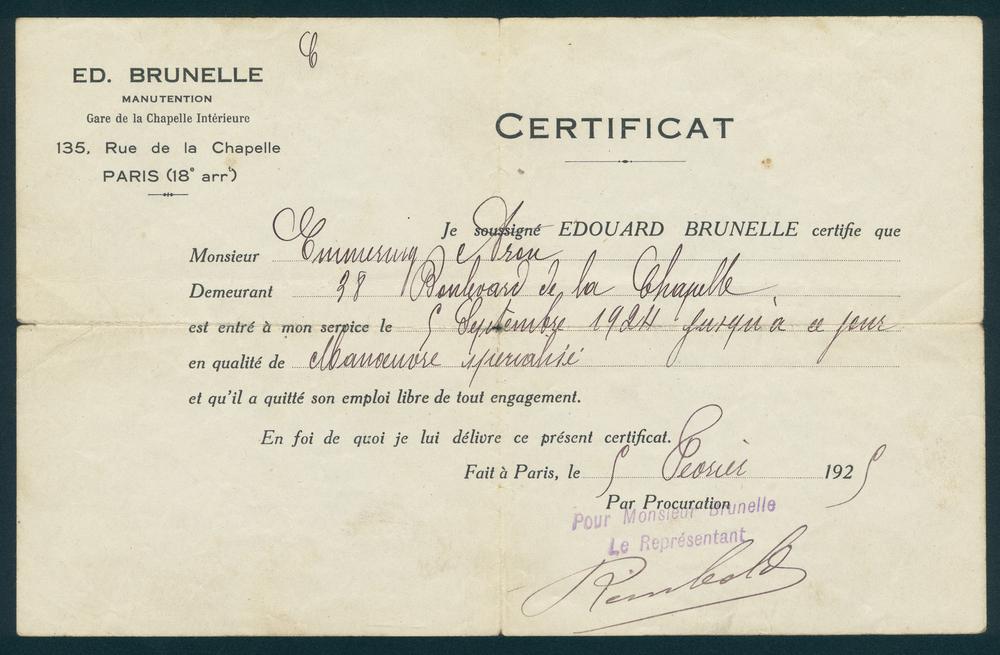 ED. BRUNELLE
MANUTENTION
Gare de la Chapelle Intérieure
135, Rue de la Chapelle
PARIS (18e arrt)
CERTIFICAT
Je soussigné EDOUARD BRUNELLE certifie que
Monsieur Emmering Aron
Demeurant 38 Boulevard de la Chapelle
est entré à mon service le 5 Septembre 1924 jusqu'à ce jour
en qualité de Manœuvre spécialisé
et qu'il a quitté son emploi libre de tout engagement.
En foi de quoi je lui délivre ce présent certificat.
Fait à Paris, le 5 Février 1925
Par Procuration
Pour Monsieur Brunelle
Le Représentant